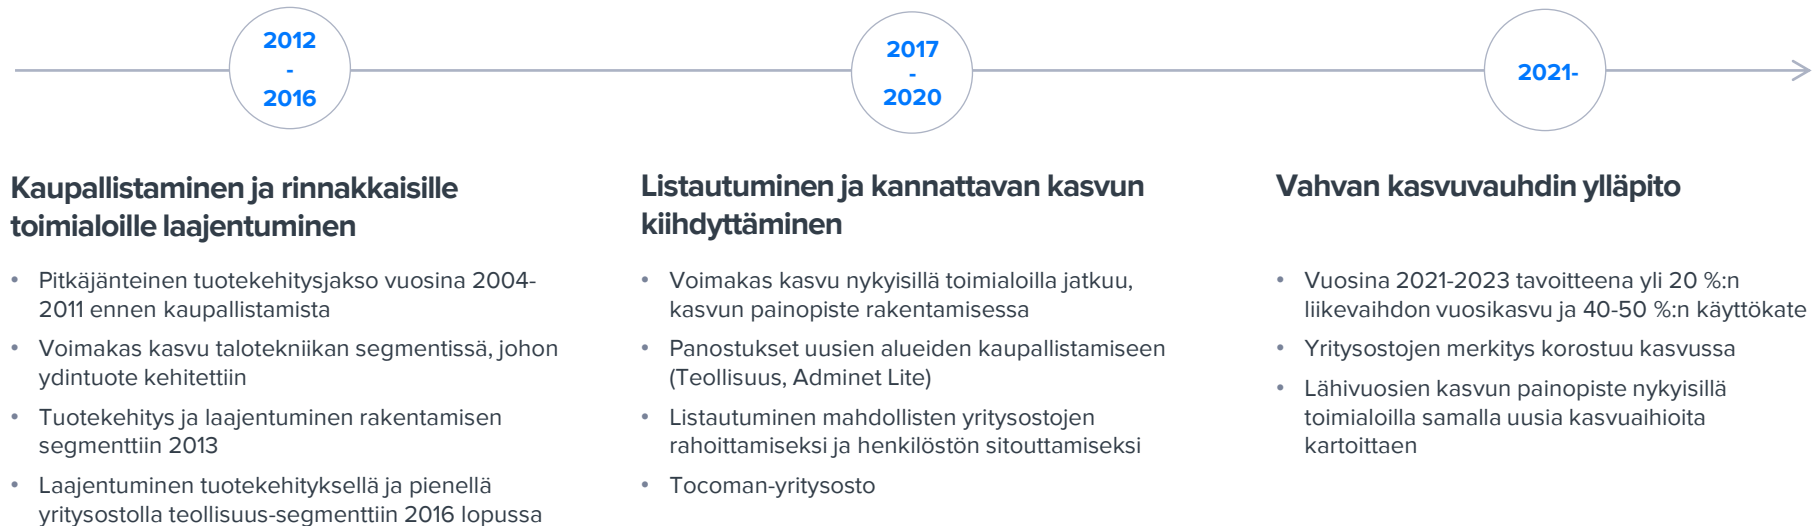 2012
-
2016
Kaupallistaminen ja rinnakkaisille
toimialoille laajentuminen
• Pitkäjänteinen tuotekehitysjakso vuosina 2004-
2011 ennen kaupallistamista
• Voimakas kasvu talotekniikan segmentissä, johon
ydintuote kehitettiin
• Tuotekehitys ja laajentuminen rakentamisen
segmenttiin 2013
• Laajentuminen tuotekehityksellä ja pienellä
yritysostolla teollisuus-segmenttiin 2016 lopussa
2017
-
2020
Listautuminen ja kannattavan kasvun
kiihdyttäminen
• Voimakas kasvu nykyisillä toimialoilla jatkuu,
kasvun painopiste rakentamisessa
• Panostukset uusien alueiden kaupallistamiseen
(Teollisuus, Adminet Lite)
• Listautuminen mahdollisten yritysostojen
rahoittamiseksi ja henkilöstön sitouttamiseksi
• Tocoman-yritysosto
2021-
Vahvan kasvuvauhdin ylläpito
• Vuosina 2021-2023 tavoitteena yli 20 %:n
liikevaihdon vuosikasvu ja 40-50 %:n käyttökate
• Yritysostojen merkitys korostuu kasvussa
• Lähivuosien kasvun painopiste nykyisillä
toimialoilla samalla uusia kasvuaihioita
kartoittaen